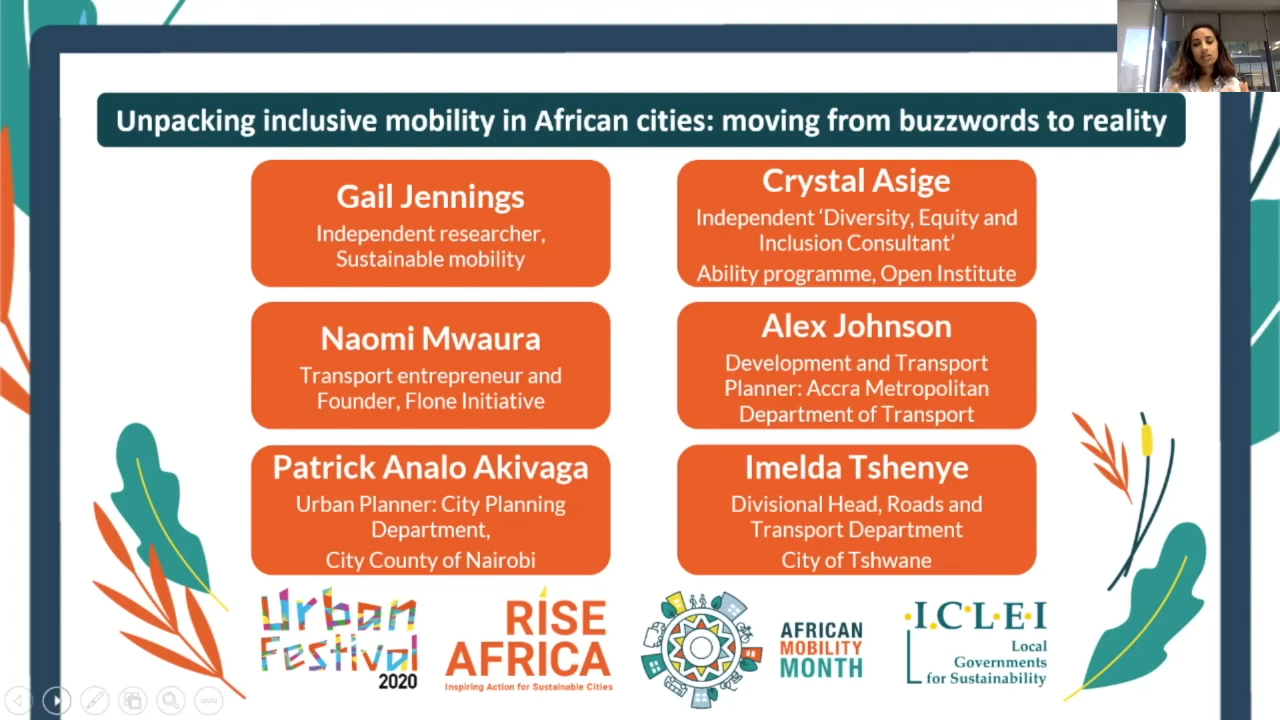 Unpacking inclusive mobility in African cities: moving from buzzwords to reality
Gail Jennings
Independent researcher,
Sustainable mobility
Crystal Asige
Independent ‘Diversity, Equity and
Inclusion Consultant’
Ability programme, Open Institute
Naomi Mwaura
Transport entrepreneur and
Founder, Flone Initiative
Alex Johnson
Development and Transport
Planner: Accra Metropolitan
Department of Transport
Patrick Analo Akivaga
Urban Planner: City Planning
Department,
City County of Nairobi
Imelda Tshenye
Divisional Head, Roads and
Transport Department
City of Tshwane
Urban
Festival
2020
RISE
AFRICA
Inspiring Action for Sustainable Cities
AFRICAN
MOBILITY
MONTH
I.C.L.E.I
Local
Governments
for Sustainability